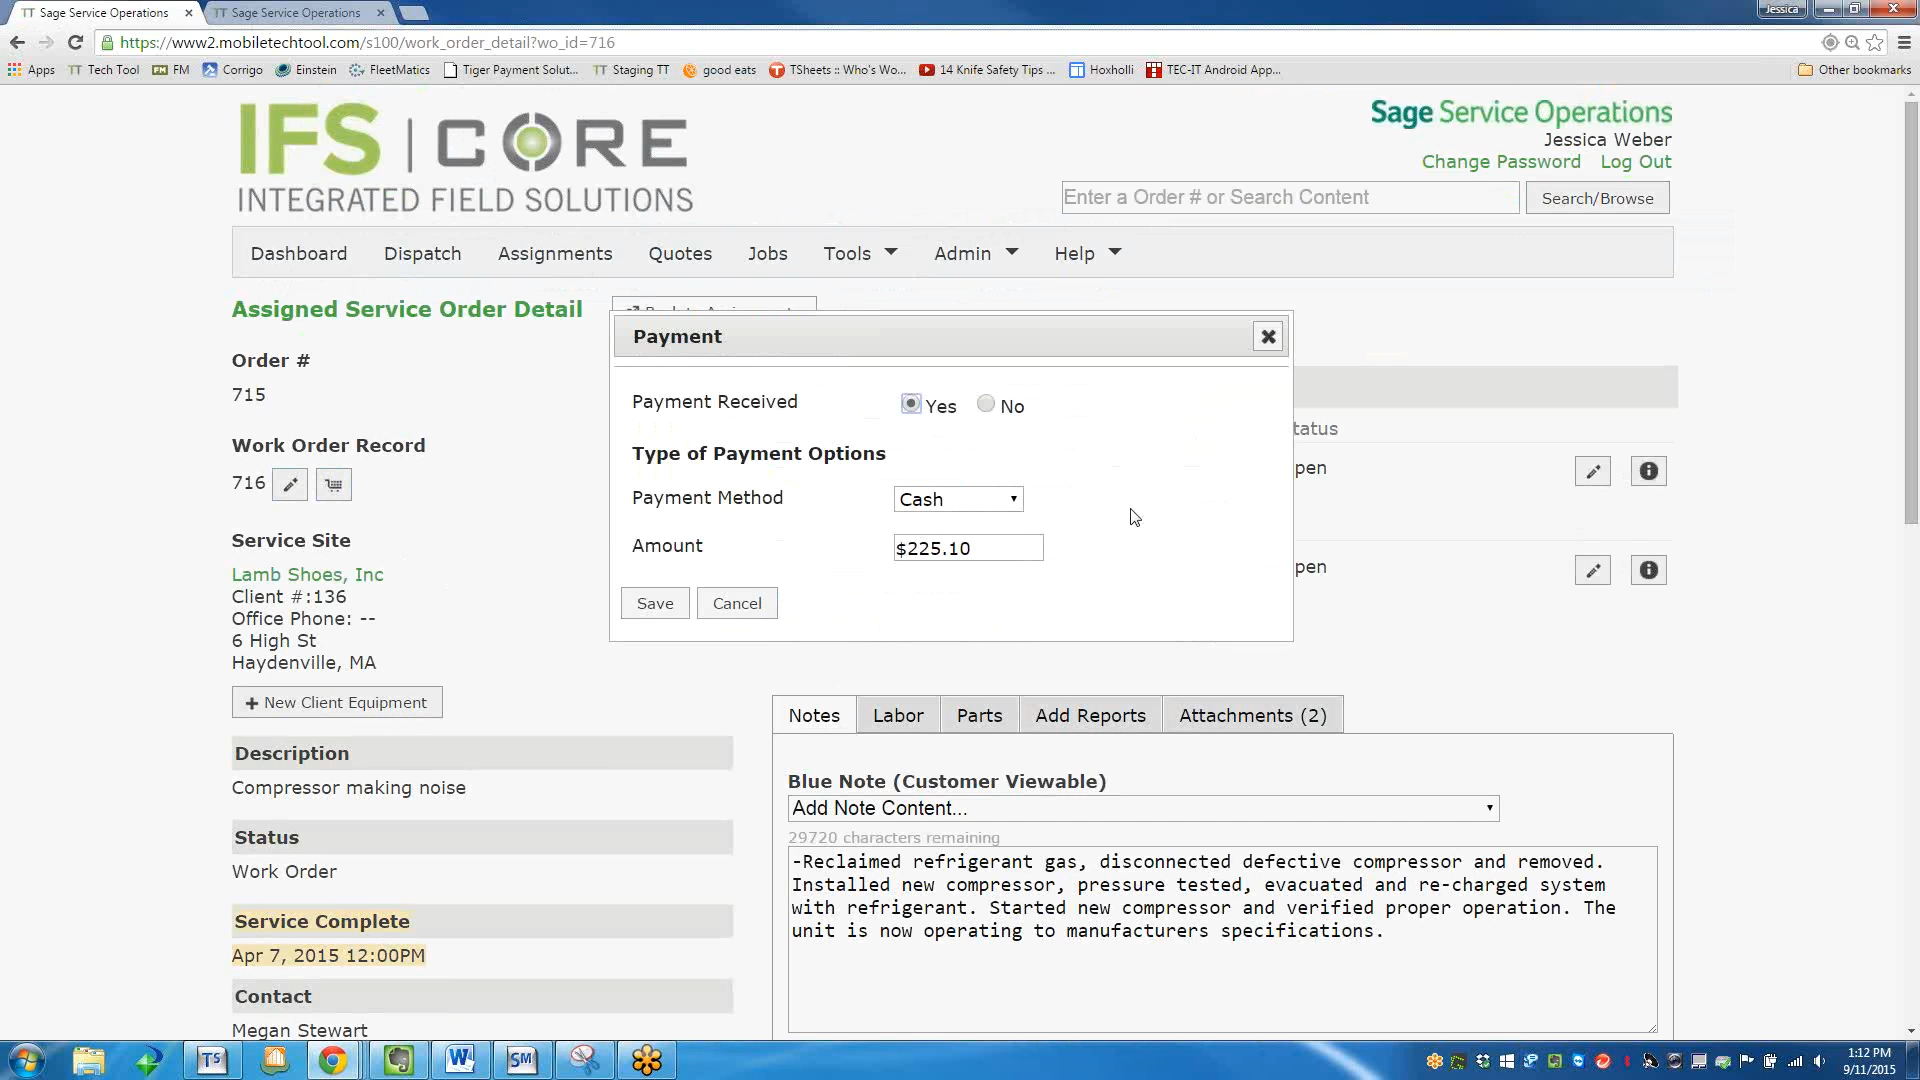 TT Sage Service Operations
TT Sage Service Operations
Jessica
https://www2.mobiletechtool.com/s100/work_order_detail?wo_id=716
Apps
TT Tech Tool
FM FM
Corrigo
Einstein
FleetMatics
Tiger Payment Solut...
TT Staging TT
good eats
TSheets :: Who's Wo...
14 Knife Safety Tips ...
Hoxholli
TEC-IT Android App...
Other bookmarks
IFS | CORE
INTEGRATED FIELD SOLUTIONS
Sage Service Operations
Jessica Weber
Change Password Log Out
Enter a Order # or Search Content
Search/Browse
Dashboard Dispatch Assignments Quotes Jobs Tools Admin Help
Assigned Service Order Detail
Order #
715
Work Order Record
716
Service Site
Lamb Shoes, Inc
Client #:136
Office Phone: --
6 High St
Haydenville, MA
+ New Client Equipment
Description
Compressor making noise
Status
Work Order
Service Complete
Apr 7, 2015 12:00PM
Contact
Megan Stewart
Payment
Payment Received
Yes No
Type of Payment Options
Payment Method
Cash
Amount
$225.10
Save
Cancel
tatus
pen
pen
Notes
Labor
Parts
Add Reports
Attachments (2)
Blue Note (Customer Viewable)
Add Note Content...
29720 characters remaining
-Reclaimed refrigerant gas, disconnected defective compressor and removed.
Installed new compressor, pressure tested, evacuated and re-charged system
with refrigerant. Started new compressor and verified proper operation. The
unit is now operating to manufacturers specifications.
TS
W
SM
1:12 PM
9/11/2015